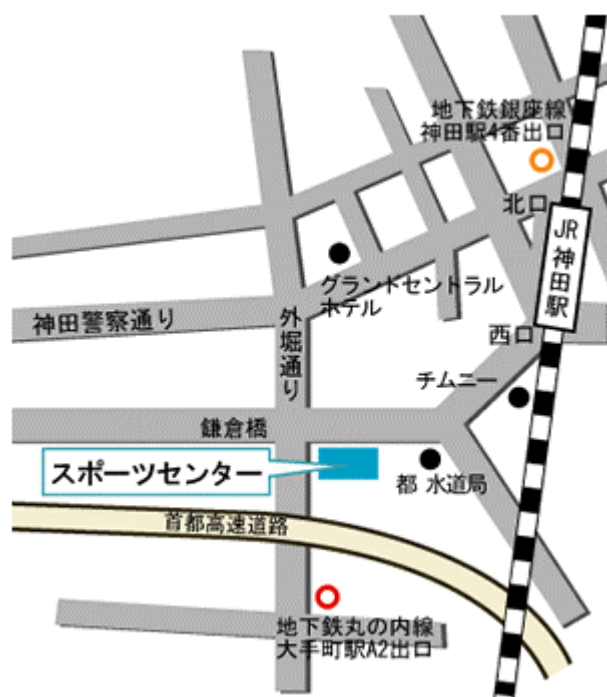 地下鉄銀座線
神田駅4番出口
北口
JR神田駅
グランドセントラル
ホテル
神田警察通り
外堀通り
西口
チムニー
鎌倉橋
スポーツセンター
都 水道局
首都高速道路
地下鉄丸の内線
大手町駅A2出口